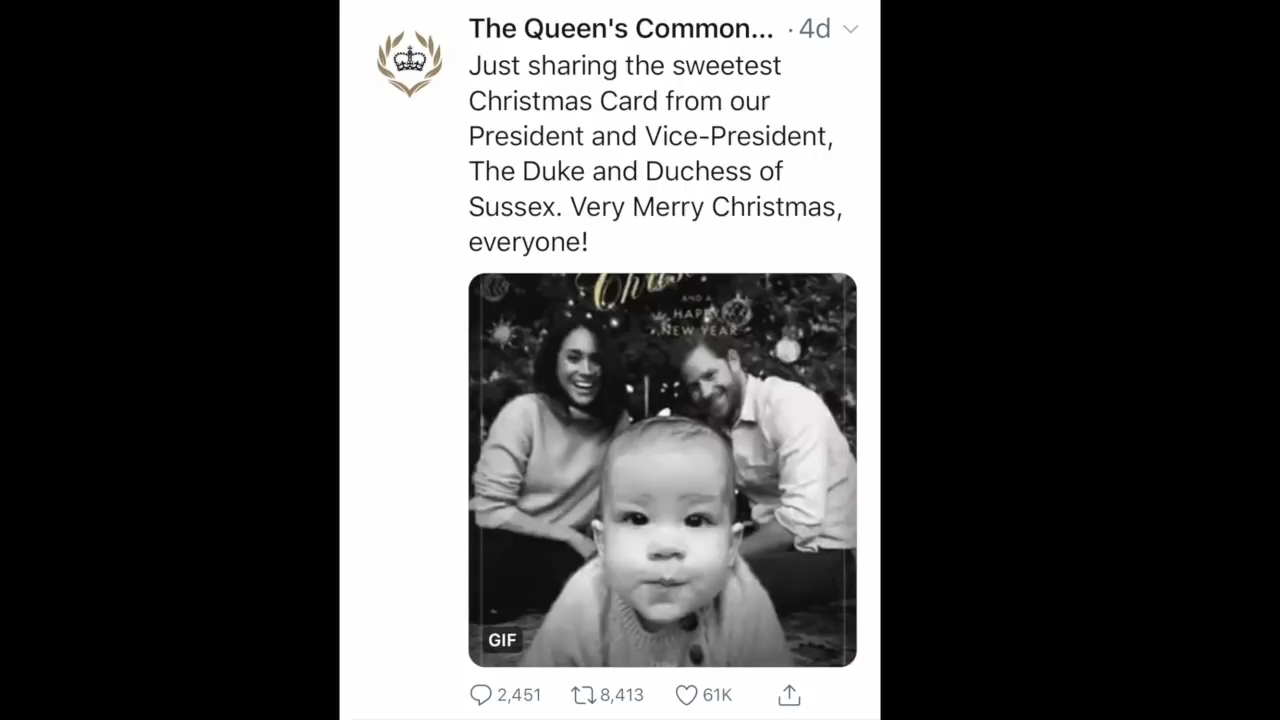 The Queen's Common... · 4d
Just sharing the sweetest
Christmas Card from our
President and Vice-President,
The Duke and Duchess of
Sussex. Very Merry Christmas,
everyone!
AND A
HAPPY
NEW YEAR
GIF
2,451 8,413 61K